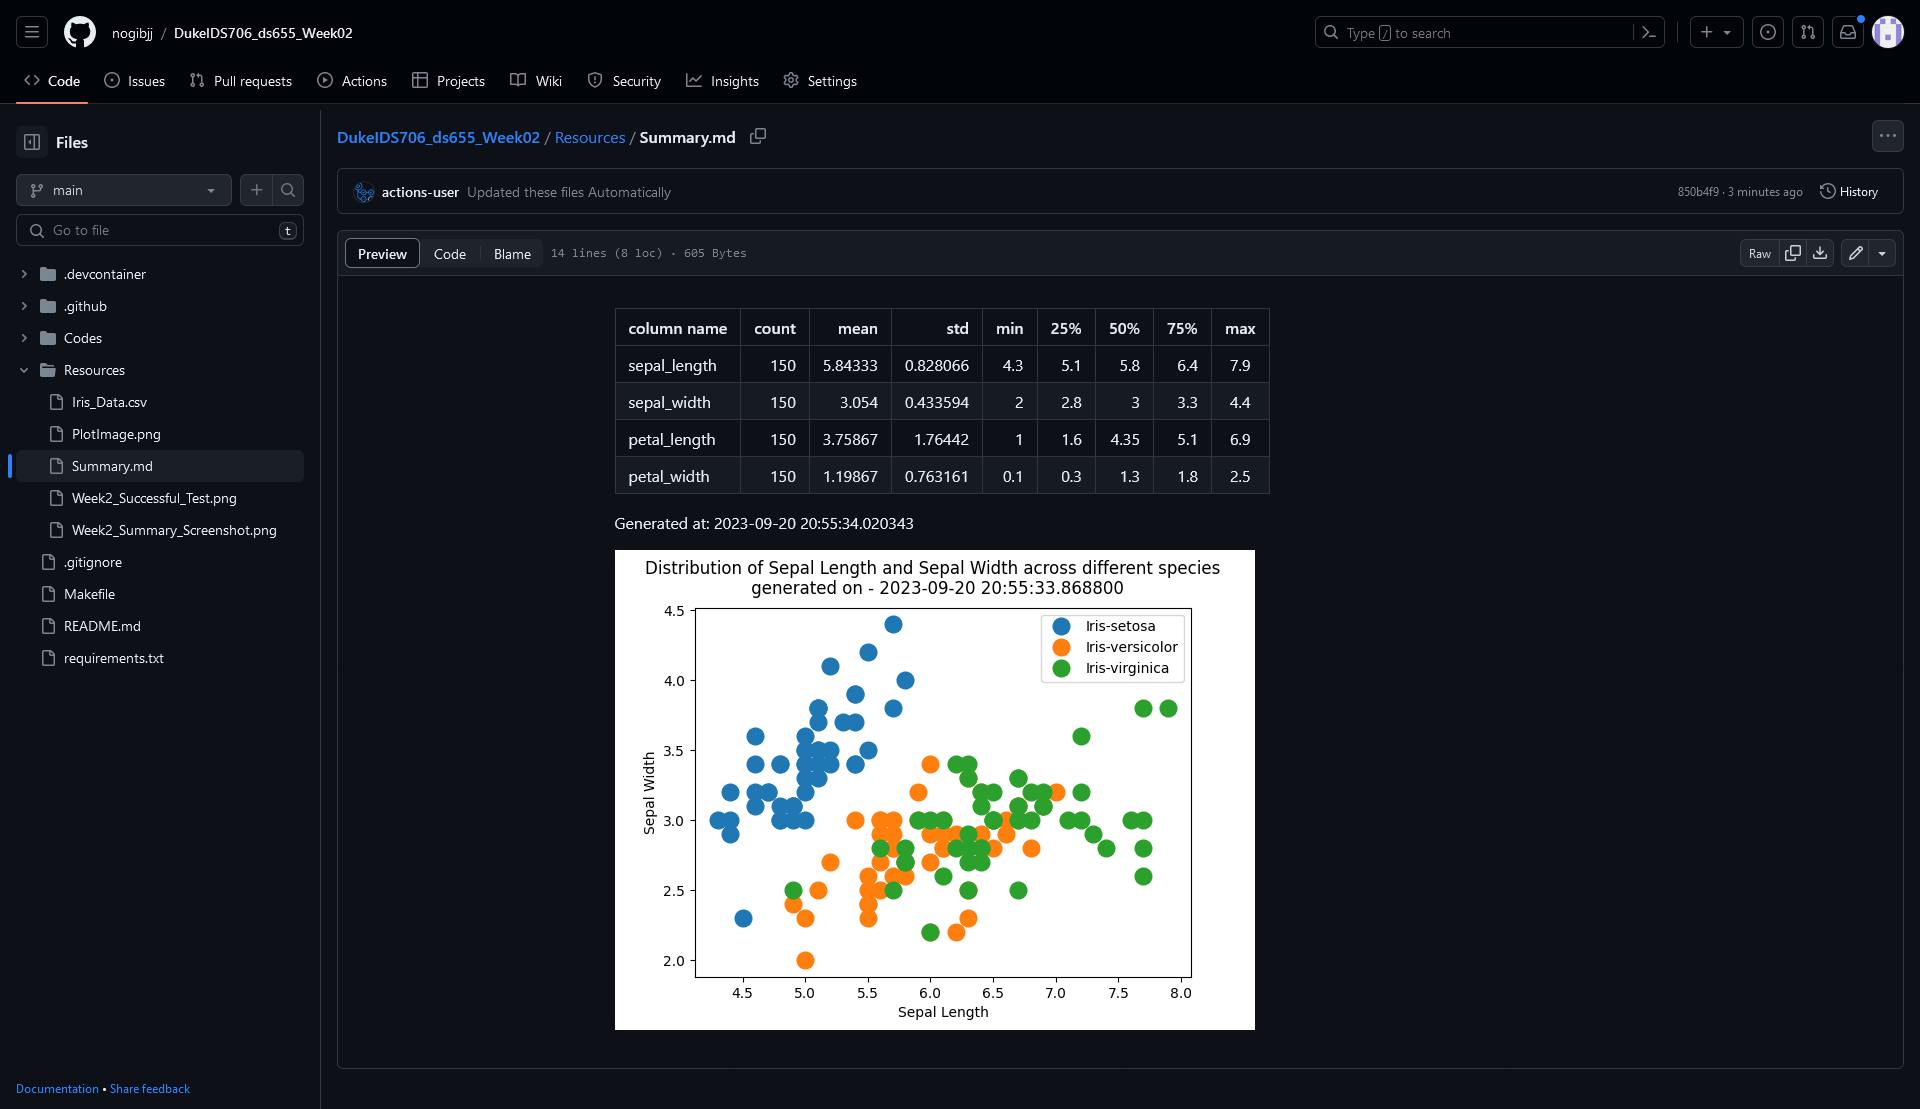 nogibjj / DukeIDS706_ds655_Week02
Type / to search
Code Issues Pull requests Actions Projects Wiki Security Insights Settings
Files
main
Go to file t
.devcontainer
.github
Codes
Resources
Iris_Data.csv
PlotImage.png
Summary.md
Week2_Successful_Test.png
Week2_Summary_Screenshot.png
.gitignore
Makefile
README.md
requirements.txt
Documentation • Share feedback
DukeIDS706_ds655_Week02 / Resources / Summary.md
actions-user Updated these files Automatically
850b4f9 · 3 minutes ago History
Preview Code Blame 14 lines (8 loc) · 605 Bytes
Raw
column name count mean std min 25% 50% 75% max
sepal_length 150 5.84333 0.828066 4.3 5.1 5.8 6.4 7.9
sepal_width 150 3.054 0.433594 2 2.8 3 3.3 4.4
petal_length 150 3.75867 1.76442 1 1.6 4.35 5.1 6.9
petal_width 150 1.19867 0.763161 0.1 0.3 1.3 1.8 2.5
Generated at: 2023-09-20 20:55:34.020343
Distribution of Sepal Length and Sepal Width across different species
generated on - 2023-09-20 20:55:33.868800
Iris-setosa
Iris-versicolor
Iris-virginica
Sepal Width
4.5
4.0
3.5
3.0
2.5
2.0
4.5 5.0 5.5 6.0 6.5 7.0 7.5 8.0
Sepal Length